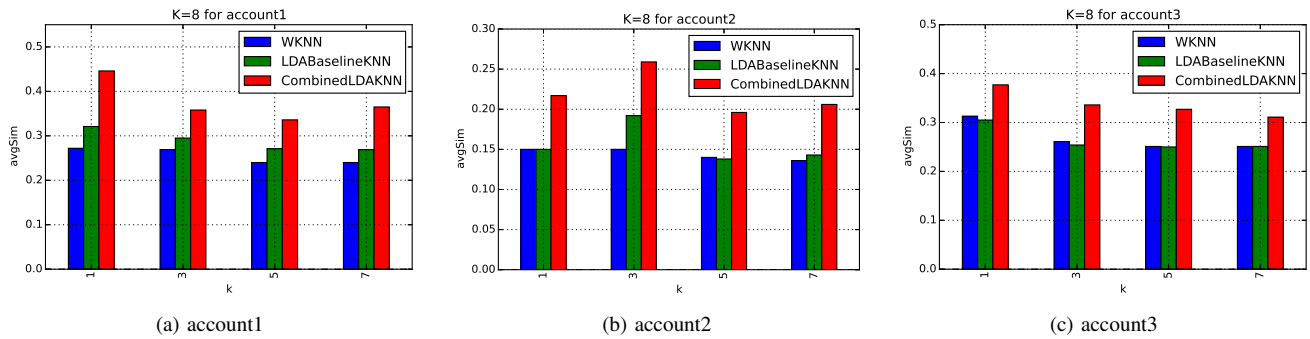 K=8 for account1
0.5
0.4
0.3
0.2
0.1
0.0
avgSim
WKNN
LDABaselineKNN
CombinedLDAKNN
1
3
5
7
k
(a) account1
K=8 for account2
0.30
0.25
0.20
0.15
0.10
0.05
0.00
avgSim
WKNN
LDABaselineKNN
CombinedLDAKNN
1
3
5
7
k
(b) account2
K=8 for account3
0.5
0.4
0.3
0.2
0.1
0.0
avgSim
WKNN
LDABaselineKNN
CombinedLDAKNN
1
3
5
7
k
(c) account3